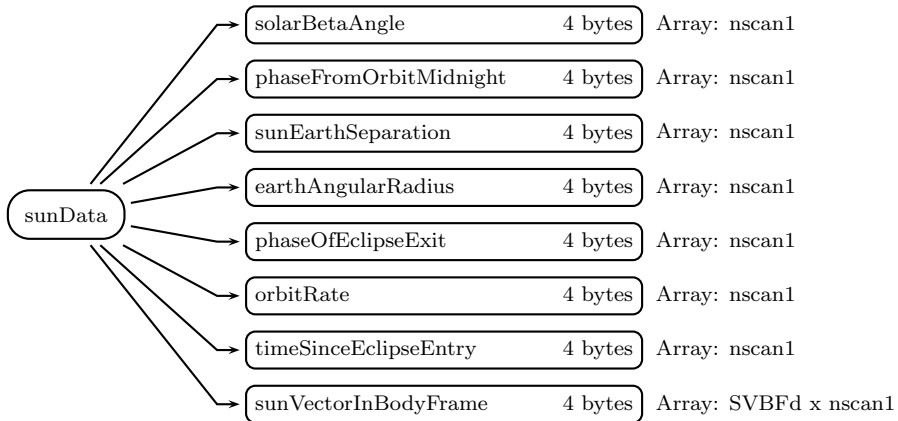 solarBetaAngle 4 bytes Array: nscan1
phaseFromOrbitMidnight 4 bytes Array: nscan1
sunEarthSeparation 4 bytes Array: nscan1
earthAngularRadius 4 bytes Array: nscan1
sunData
phaseOfEclipseExit 4 bytes Array: nscan1
orbitRate 4 bytes Array: nscan1
timeSinceEclipseEntry 4 bytes Array: nscan1
sunVectorInBodyFrame 4 bytes Array: SVBFd x nscan1